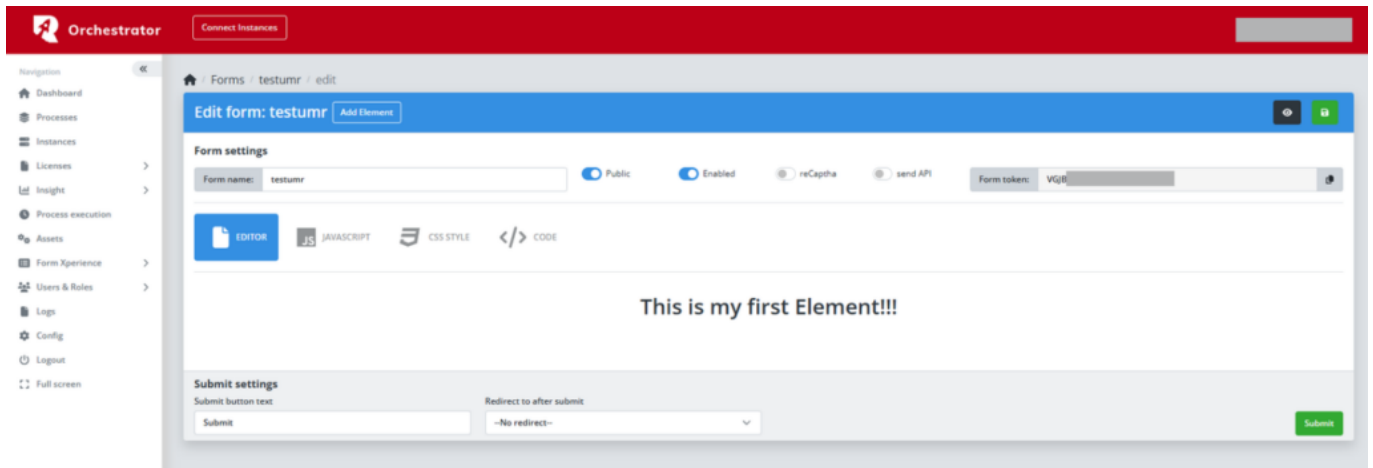 Orchestrator
Connect Instances
Navigation
Dashboard
Processes
Instances
Licenses
Insight
Process execution
Assets
Form Xperience
Users & Roles
Logs
Config
Logout
Full screen
/ Forms / testumr / edit
Edit form: testumr Add Element
Form settings
Form name: testumr Public Enabled reCaptha send API Form token: VGJB
EDITOR JS JAVASCRIPT CSS STYLE </> CODE
This is my first Element!!!
Submit settings
Submit button text Redirect to after submit
Submit --No redirect-- Submit